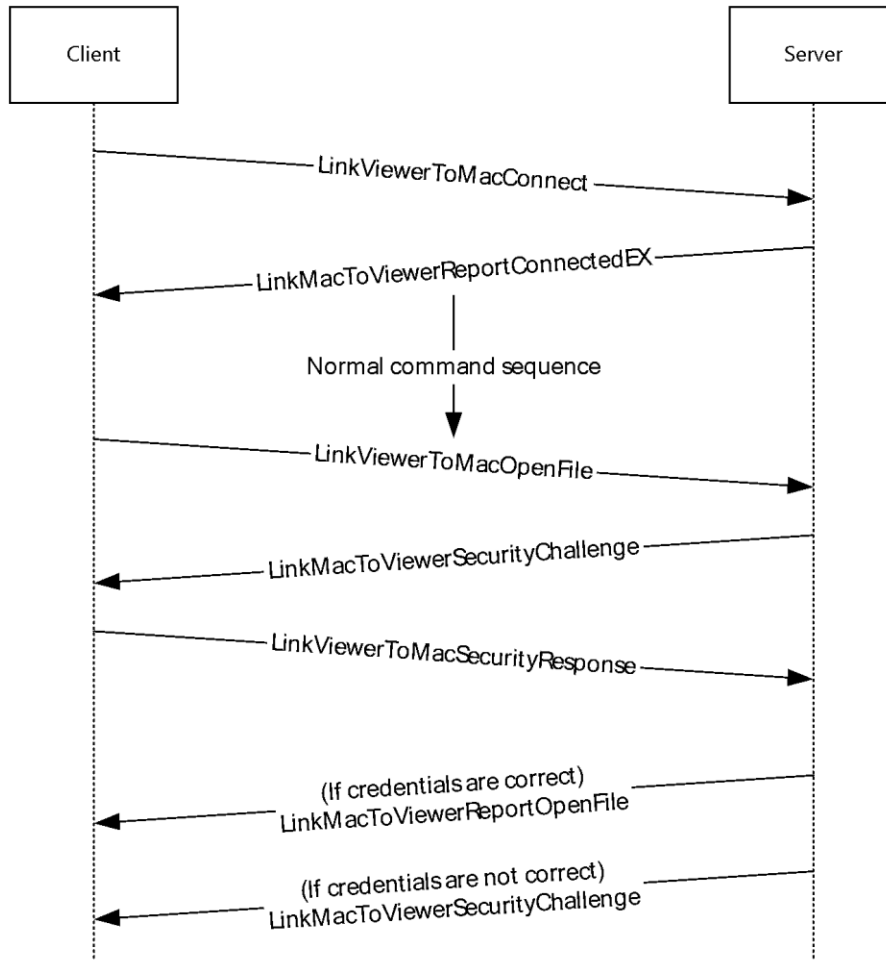 Client
Server
LinkViewerToMacConnect
LinkMacToViewerReportConnectedEX
Normal command sequence
LinkViewerToMacOpenFile
LinkMacToViewerSecurityChallenge
LinkViewerToMacSecurityResponse
(If credentials are correct)
LinkMacToViewerReportOpenFile
(If credentials are not correct)
LinkMacToViewerSecurityChallenge